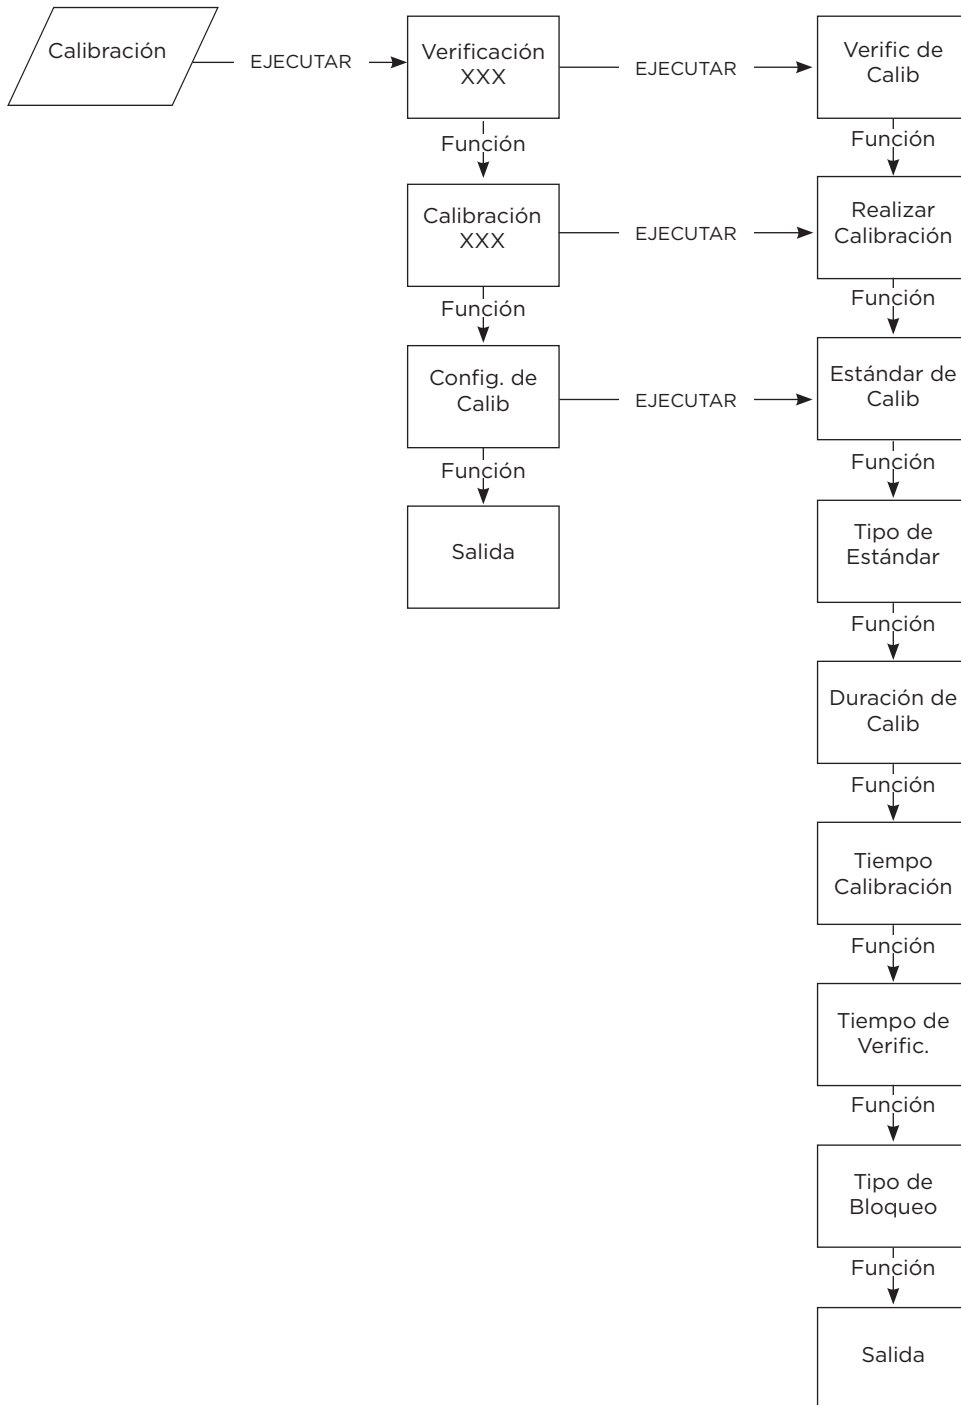 Calibración
EJECUTAR
Verificación
XXX
EJECUTAR
Verific de
Calib
Función
Función
Calibración
XXX
EJECUTAR
Realizar
Calibración
Función
Función
Config. de
Calib
EJECUTAR
Estándar de
Calib
Función
Función
Salida
Tipo de
Estándar
Función
Duración de
Calib
Función
Tiempo
Calibración
Función
Tiempo de
Verific.
Función
Tipo de
Bloqueo
Función
Salida